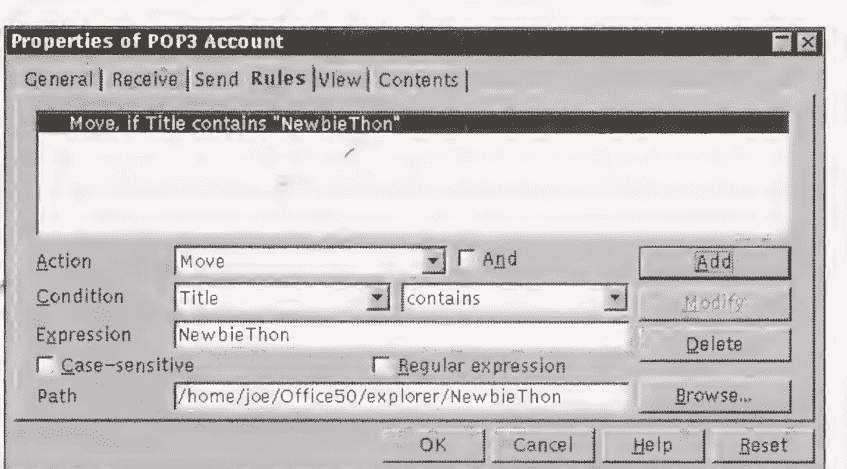 Properties of POP3 Account
General Receive Send Rules View Contents
Move, if Title contains "NewbieThon"
Action Move And Add
Condition Title contains Modify
Expression NewbieThon Delete
Case-sensitive Regular expression
Path /home/joe/Office50/explorer/NewbieThon Browse...
OK Cancel Help Reset